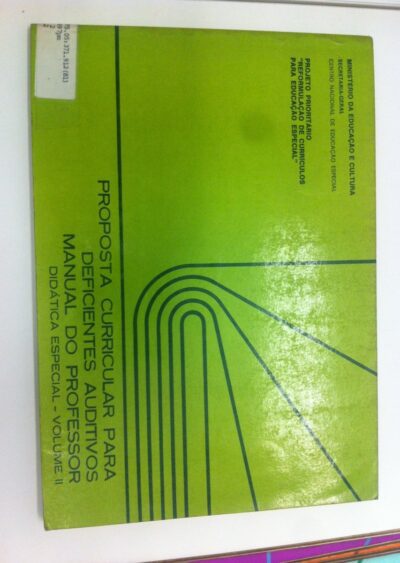 MINISTÉRIO DA EDUCAÇÃO E CULTURA
SECRETARIA-GERAL
CENTRO NACIONAL DE EDUCAÇÃO ESPECIAL
PROJETO PRIORITÁRIO
"REFORMULAÇÃO DE CURRÍCULOS
PARA EDUCAÇÃO ESPECIAL"
PROPOSTA CURRICULAR PARA
DEFICIENTES AUDITIVOS
MANUAL DO PROFESSOR
DIDÁTICA ESPECIAL - VOLUME II